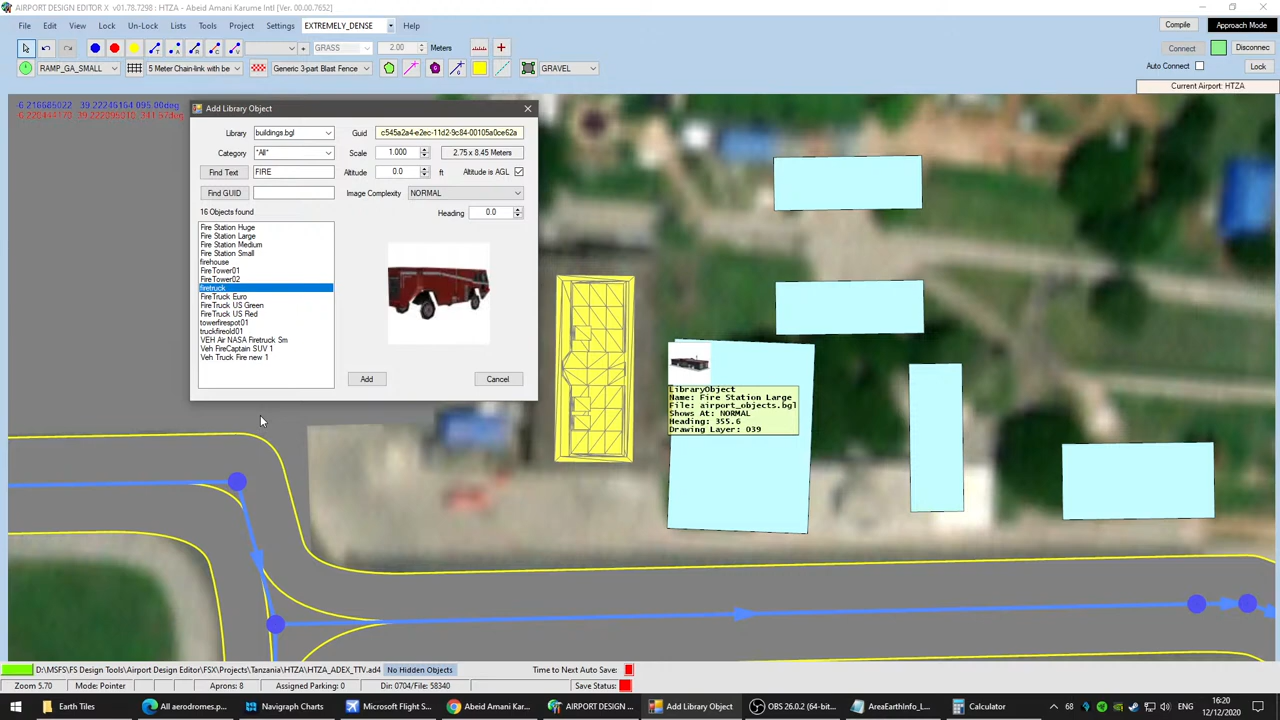 AIRPORT DESIGN EDITOR X  v01.78.7298 : HTZA - Abeid Amani Karume Intl (Ver. 00.00.7652)
File Edit View Lock Un-Lock Lists Tools Project Settings EXTREMELY_DENSE Help Compile Approach Mode
GRASS 2.00 Meters Connect Disconnec
RAMP_GA_SMALL 5 Meter Chain-link with be Generic 3-part Blast Fence GRAVEL Auto Connect Lock
Current Airport: HTZA
Add Library Object
Library buildings.bgl Guid c545a2a4-e2ec-11d2-9c84-00105a0ce62a
Category "All" Scale 1.000 2.75 x 8.45 Meters
Find Text FIRE Altitude 0.0 ft Altitude is AGL
Find GUID Image Complexity NORMAL
16 Objects found Heading 0.0
Fire Station Huge
Fire Station Large
Fire Station Medium
Fire Station Small
firehouse
FireTower01
FireTower02
firetruck
FireTruck Euro
FireTruck US Green
FireTruck US Red
towerfirespot01
truckfireold01
VEH Air NASA Firetruck Sm
Veh FireCaptain SUV 1
Veh Truck Fire new 1
Add Cancel
LibraryObject
Name: Fire Station Large
File: airport_objects.bgl
Shows At: NORMAL
Heading: 355.6
Drawing Layer: 039
D:\MSFS\FS Design Tools\Airport Design Editor\FSX\Projects\Tanzania\HTZA\HTZA_ADEX_TTV.ad4 No Hidden Objects Time to Next Auto Save:
Zoom 5.70 Mode: Pointer Aprons: 8 Assigned Parking: 0 Dir: 0704/File: 58340 Save Status:
Earth Tiles All aerodromes.p... Navigraph Charts Microsoft Flight S... Abeid Amani Kar... AIRPORT DESIGN ... Add Library Object OBS 26.0.2 (64-bit... AreaEarthInfo_L... Calculator 68 ENG 16:20
12/12/2020